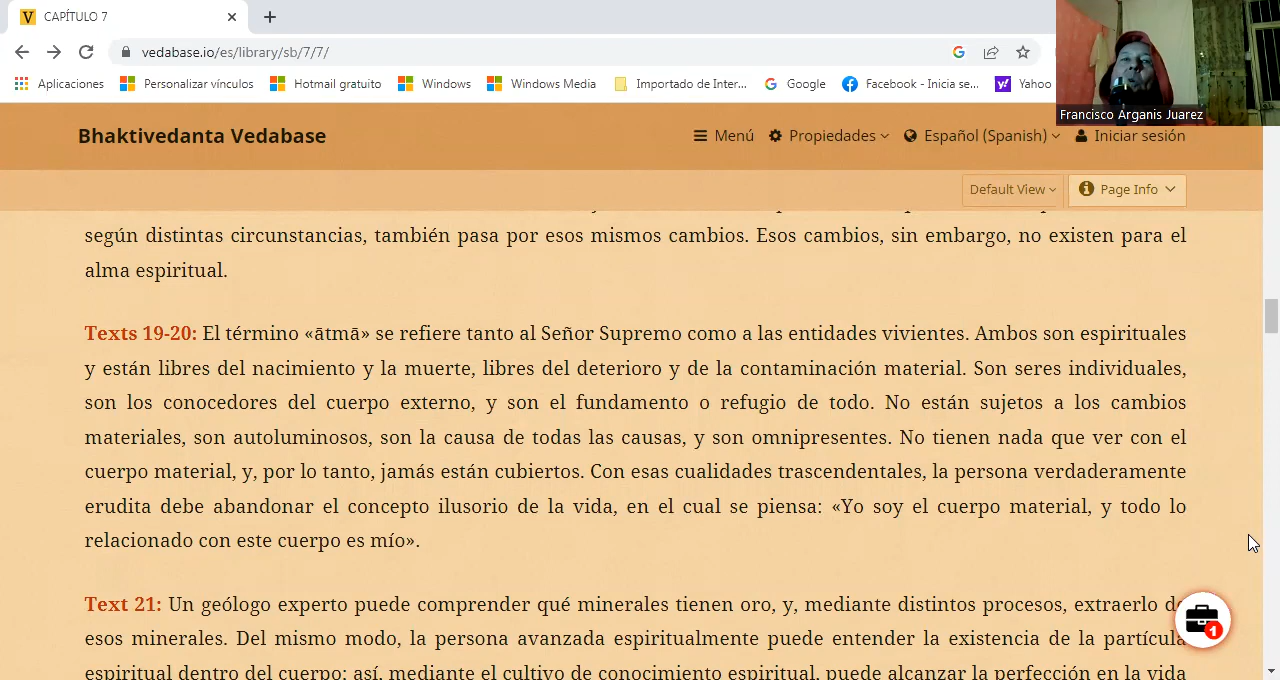 V CAPÍTULO 7
vedabase.io/es/library/sb/7/7/
Aplicaciones Personalizar vínculos Hotmail gratuito Windows Windows Media Importado de Inter... Google Facebook - Inicia se... Yahoo
Francisco Arganis Juarez
Bhaktivedanta Vedabase Menú Propiedades Español (Spanish) Iniciar sesión
Default View Page Info
según distintas circunstancias, también pasa por esos mismos cambios. Esos cambios, sin embargo, no existen para el
alma espiritual.
Texts 19-20: El término «ātmā» se refiere tanto al Señor Supremo como a las entidades vivientes. Ambos son espirituales
y están libres del nacimiento y la muerte, libres del deterioro y de la contaminación material. Son seres individuales,
son los conocedores del cuerpo externo, y son el fundamento o refugio de todo. No están sujetos a los cambios
materiales, son autoluminosos, son la causa de todas las causas, y son omnipresentes. No tienen nada que ver con el
cuerpo material, y, por lo tanto, jamás están cubiertos. Con esas cualidades trascendentales, la persona verdaderamente
erudita debe abandonar el concepto ilusorio de la vida, en el cual se piensa: «Yo soy el cuerpo material, y todo lo
relacionado con este cuerpo es mío».
Text 21: Un geólogo experto puede comprender qué minerales tienen oro, y, mediante distintos procesos, extraerlo de
esos minerales. Del mismo modo, la persona avanzada espiritualmente puede entender la existencia de la partícula
espiritual dentro del cuerpo; así, mediante el cultivo de conocimiento espiritual, puede alcanzar la perfección en la vida
1